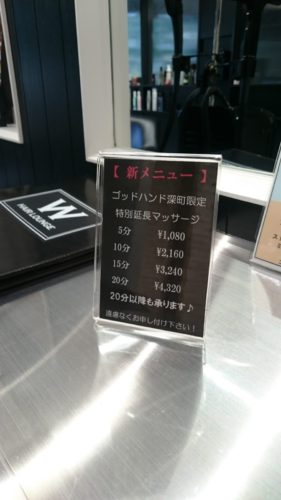 【 新メニュー 】
ゴッドハンド深町限定
特別延長マッサージ
5分 ¥1,080
10分 ¥2,160
15分 ¥3,240
20分 ¥4,320
20分以降も承ります♪
遠慮なくお申し付け下さい！
W
HAIR LOUNGE